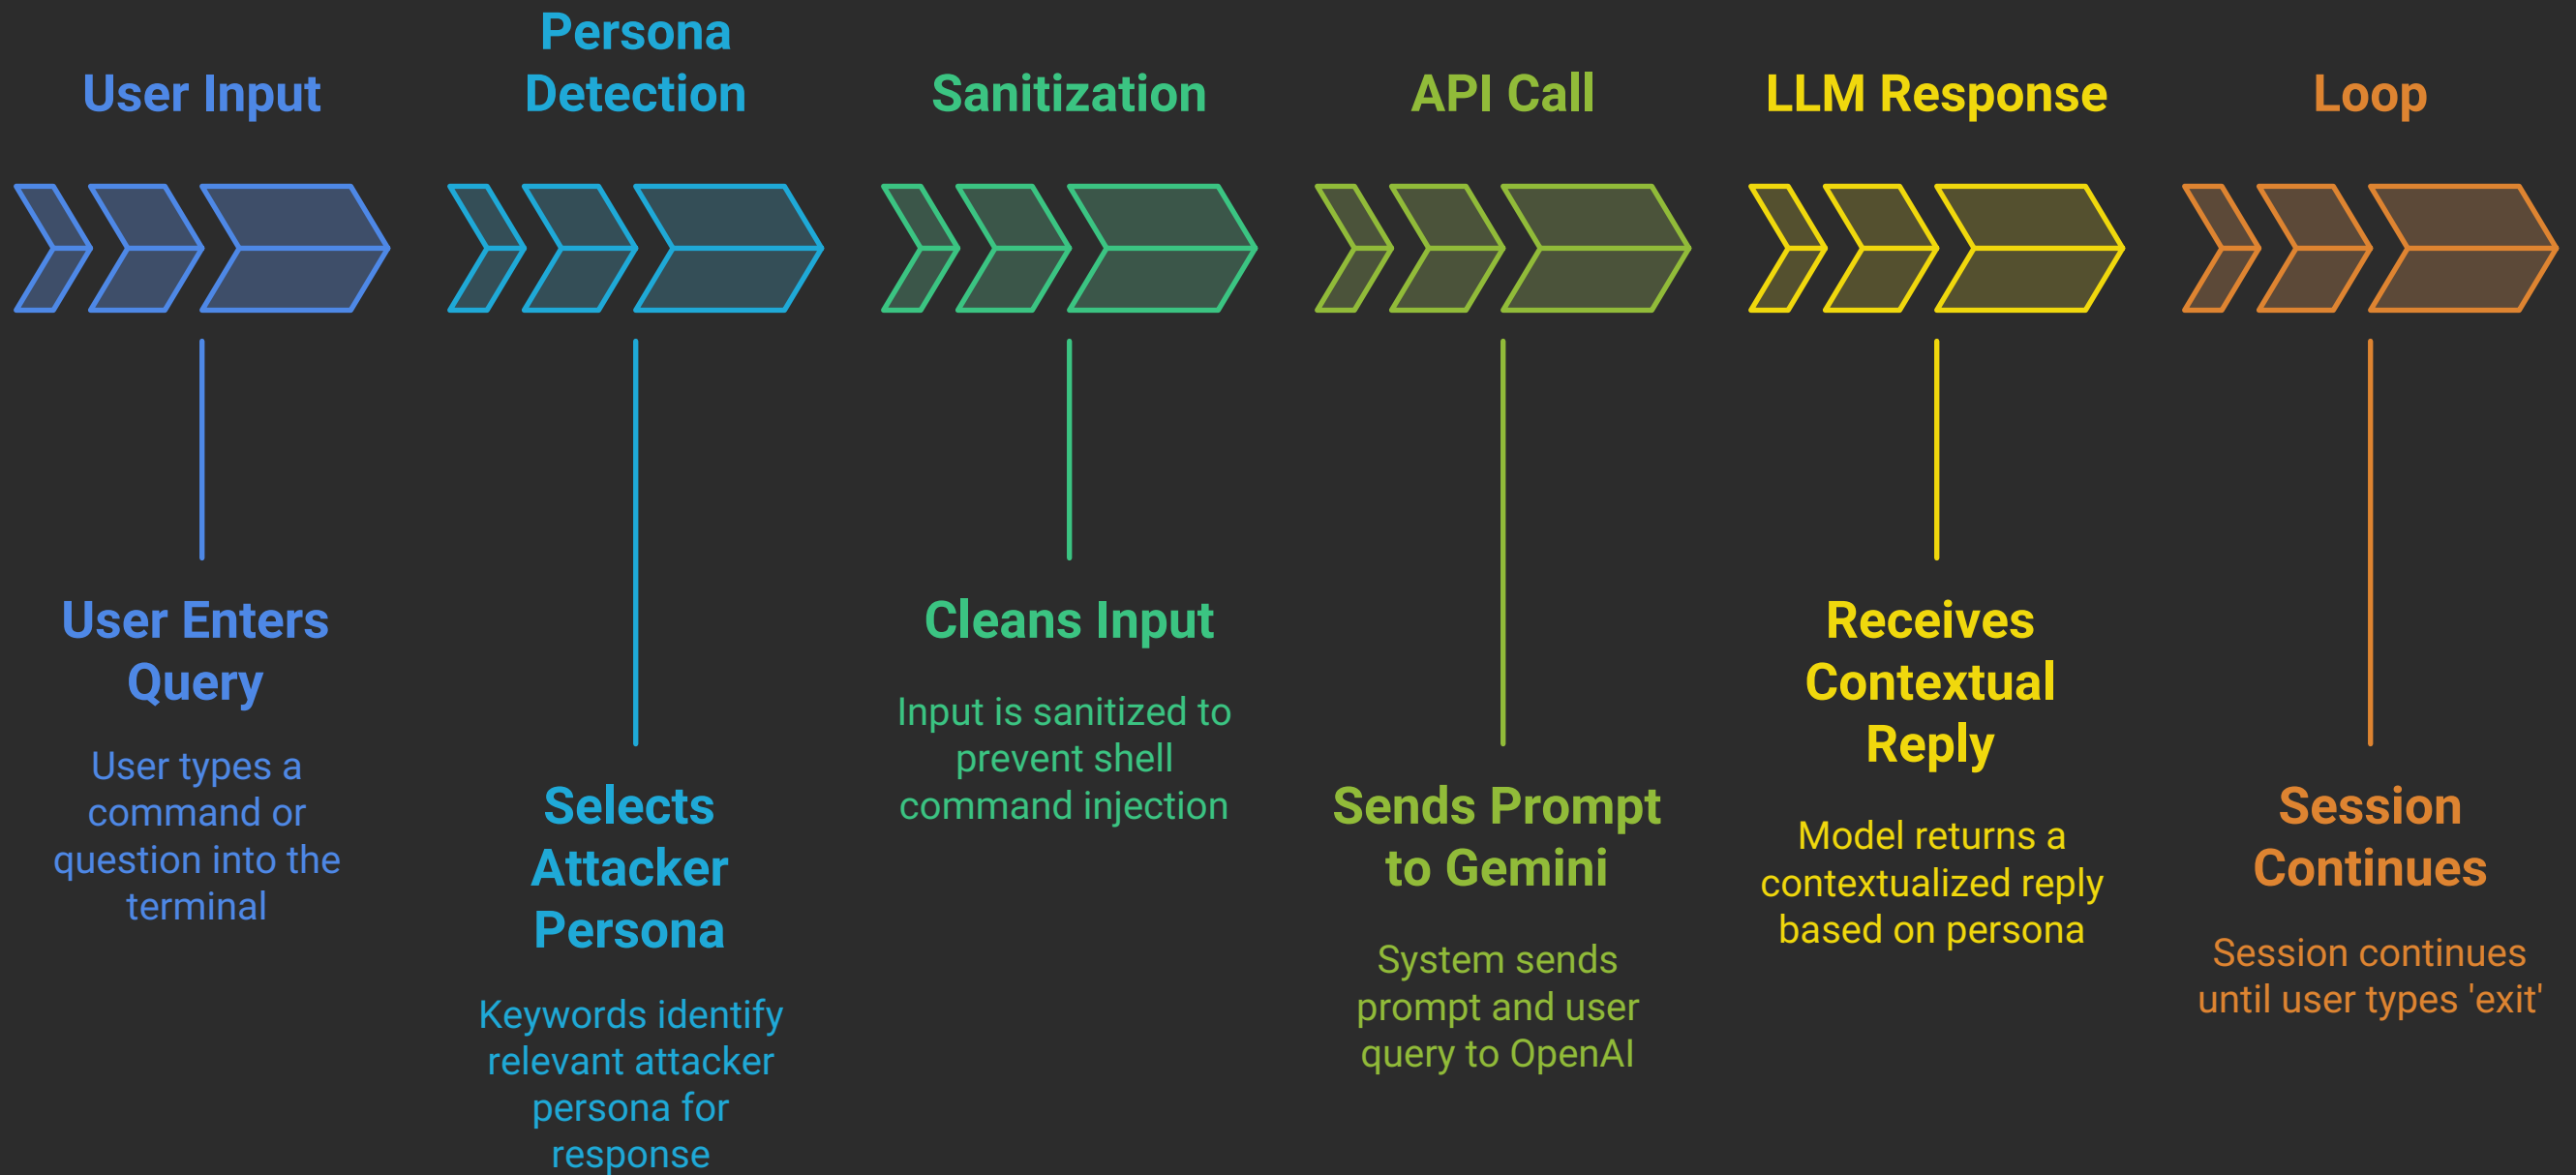 User Input
Persona
Detection
Sanitization
API Call
LLM Response
Loop
User Enters
Query
User types a
command or
question into the
terminal
Selects
Attacker
Persona
Keywords identify
relevant attacker
persona for
response
Cleans Input
Input is sanitized to
prevent shell
command injection
Sends Prompt
to Gemini
System sends
prompt and user
query to OpenAI
Receives
Contextual
Reply
Model returns a
contextualized reply
based on persona
Session
Continues
Session continues
until user types 'exit'